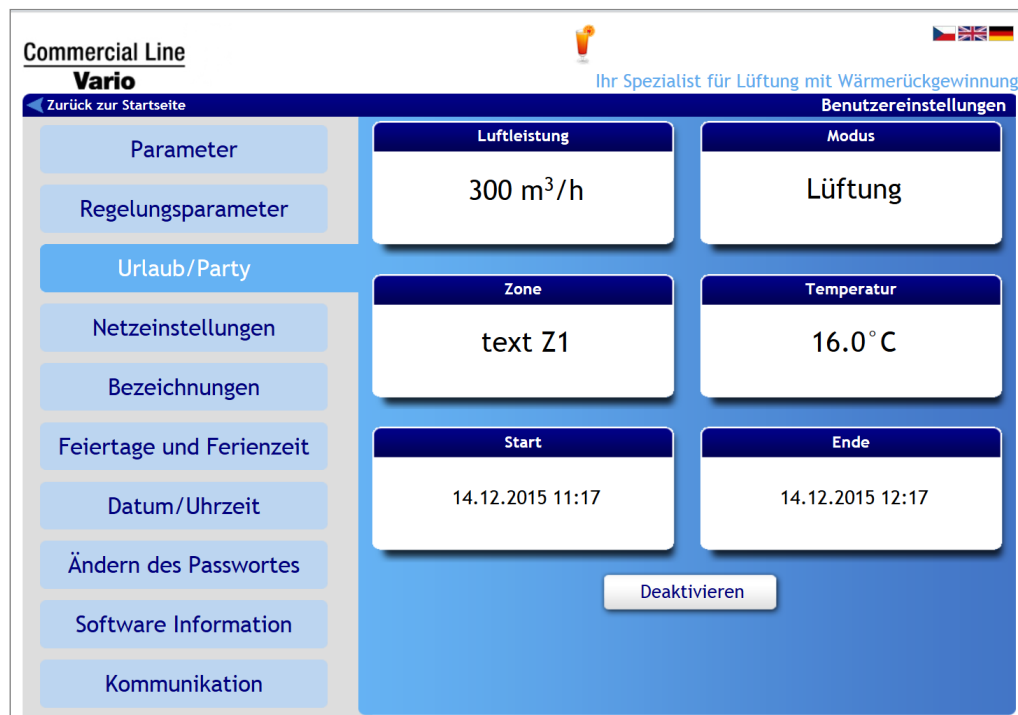 Commercial Line
Vario
Ihr Spezialist für Lüftung mit Wärmerückgewinnung
Zurück zur Startseite
Benutzereinstellungen
Parameter
Regelungsparameter
Urlaub/Party
Netzeinstellungen
Bezeichnungen
Feiertage und Ferienzeit
Datum/Uhrzeit
Ändern des Passwortes
Software Information
Kommunikation
Luftleistung
300 m³/h
Modus
Lüftung
Zone
text Z1
Temperatur
16.0°C
Start
14.12.2015 11:17
Ende
14.12.2015 12:17
Deaktivieren